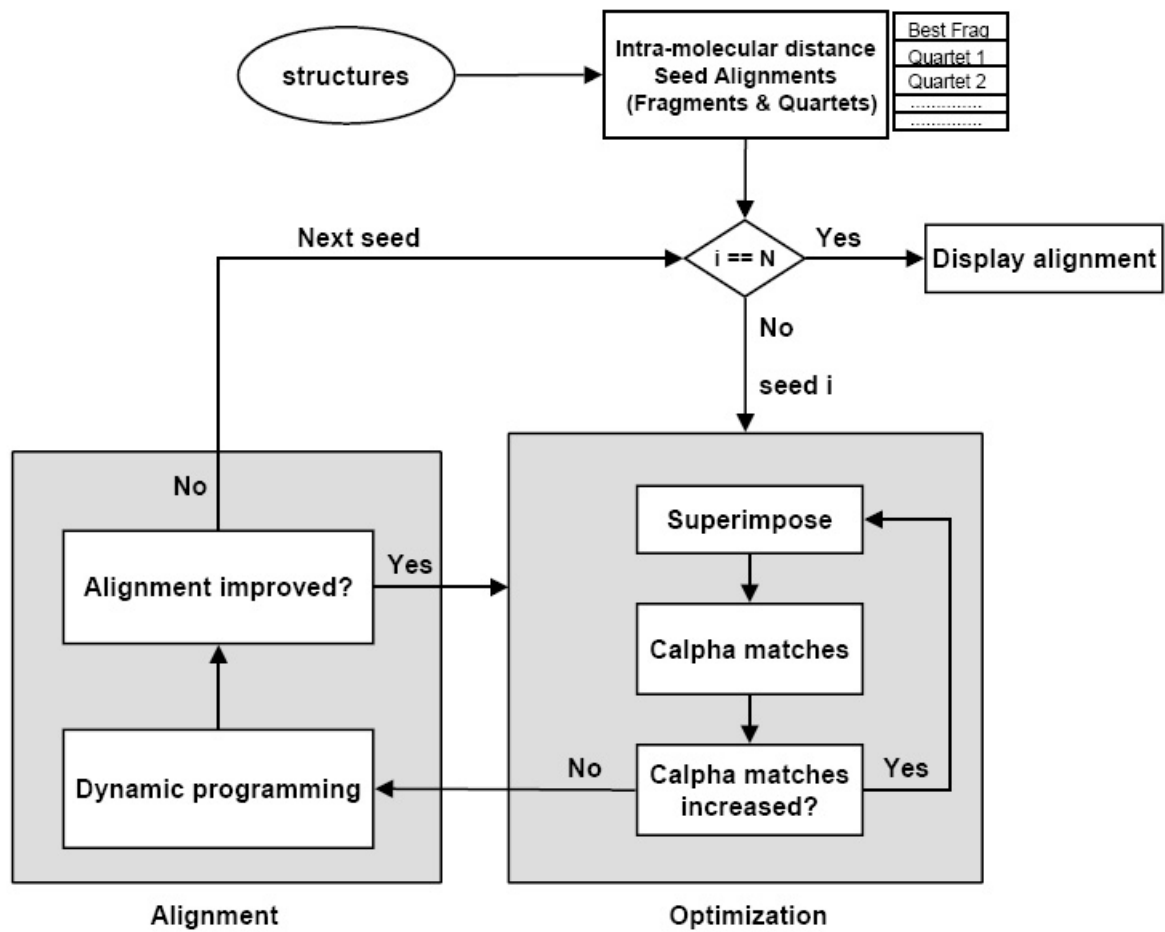 structures
Intra-molecular distance
Seed Alignments
(Fragments & Quartets)
Best Frag
Quartet 1
Quartet 2
..............
..............
Next seed
i == N
Yes
Display alignment
No
seed i
No
Alignment improved?
Yes
Superimpose
Calpha matches
Dynamic programming
No
Calpha matches
increased?
Yes
Alignment
Optimization